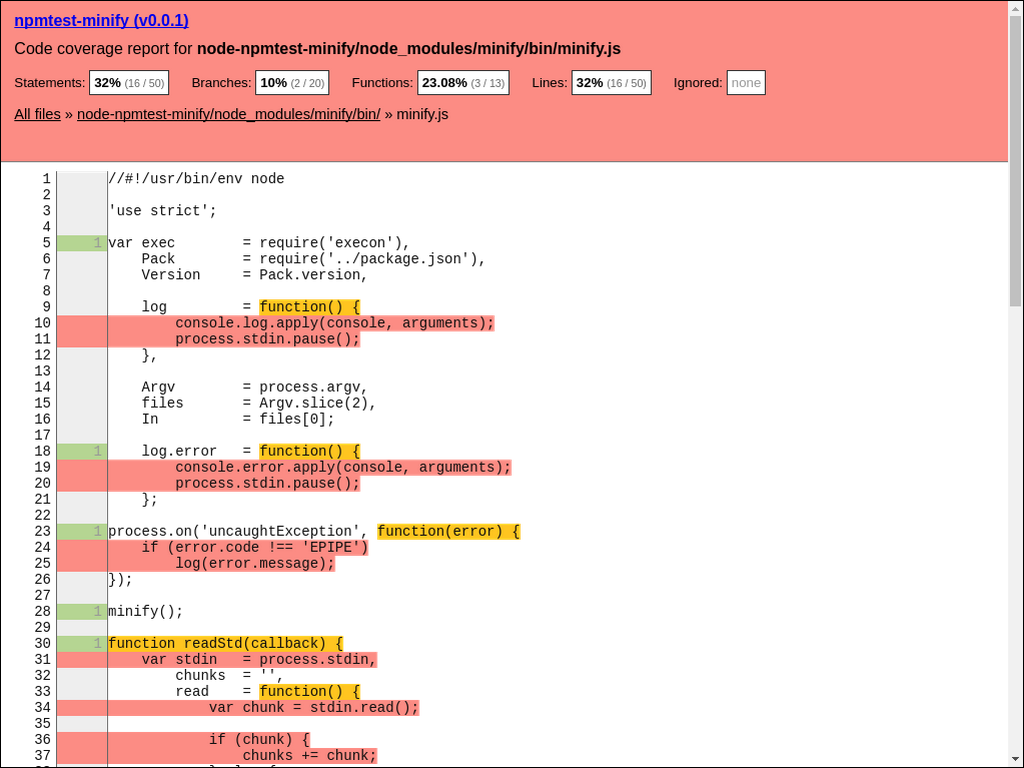 npmtest-minify (v0.0.1)
Code coverage report for node-npmtest-minify/node_modules/minify/bin/minify.js
Statements: 32% (16 / 50) Branches: 10% (2 / 20) Functions: 23.08% (3 / 13) Lines: 32% (16 / 50) Ignored: none
All files » node-npmtest-minify/node_modules/minify/bin/ » minify.js
1 //#!/usr/bin/env node
2
3 'use strict';
4
5 1 var exec        = require('execon'),
6     Pack        = require('../package.json'),
7     Version     = Pack.version,
8
9     log         = function() {
10         console.log.apply(console, arguments);
11         process.stdin.pause();
12     },
13
14     Argv        = process.argv,
15     files       = Argv.slice(2),
16     In          = files[0];
17
18 1     log.error   = function() {
19         console.error.apply(console, arguments);
20         process.stdin.pause();
21     };
22
23 1 process.on('uncaughtException', function(error) {
24     if (error.code !== 'EPIPE')
25         log(error.message);
26 });
27
28 1 minify();
29
30 1 function readStd(callback) {
31     var stdin   = process.stdin,
32         chunks  = '',
33         read    = function() {
34             var chunk = stdin.read();
35
36             if (chunk) {
37                 chunks += chunk;